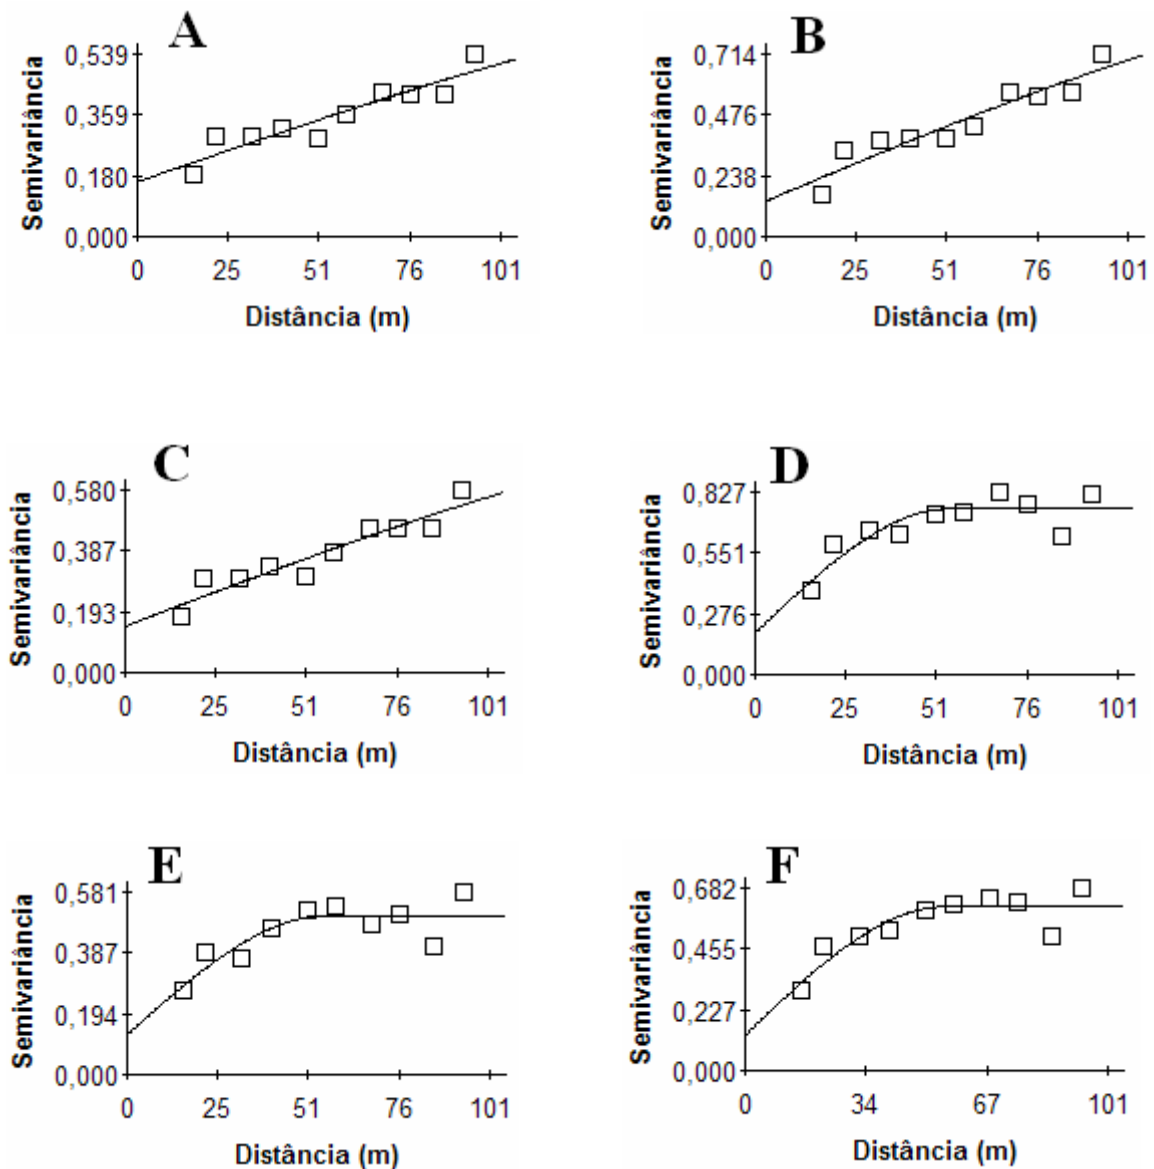 A
Semivariância
0,539
0,359
0,180
0,000
0 25 51 76 101
Distância (m)
B
Semivariância
0,714
0,476
0,238
0,000
0 25 51 76 101
Distância (m)
C
Semivariância
0,580
0,387
0,193
0,000
0 25 51 76 101
Distância (m)
D
Semivariância
0,827
0,551
0,276
0,000
0 25 51 76 101
Distância (m)
E
Semivariância
0,581
0,387
0,194
0,000
0 25 51 76 101
Distância (m)
F
Semivariância
0,682
0,455
0,227
0,000
0 34 67 101
Distância (m)